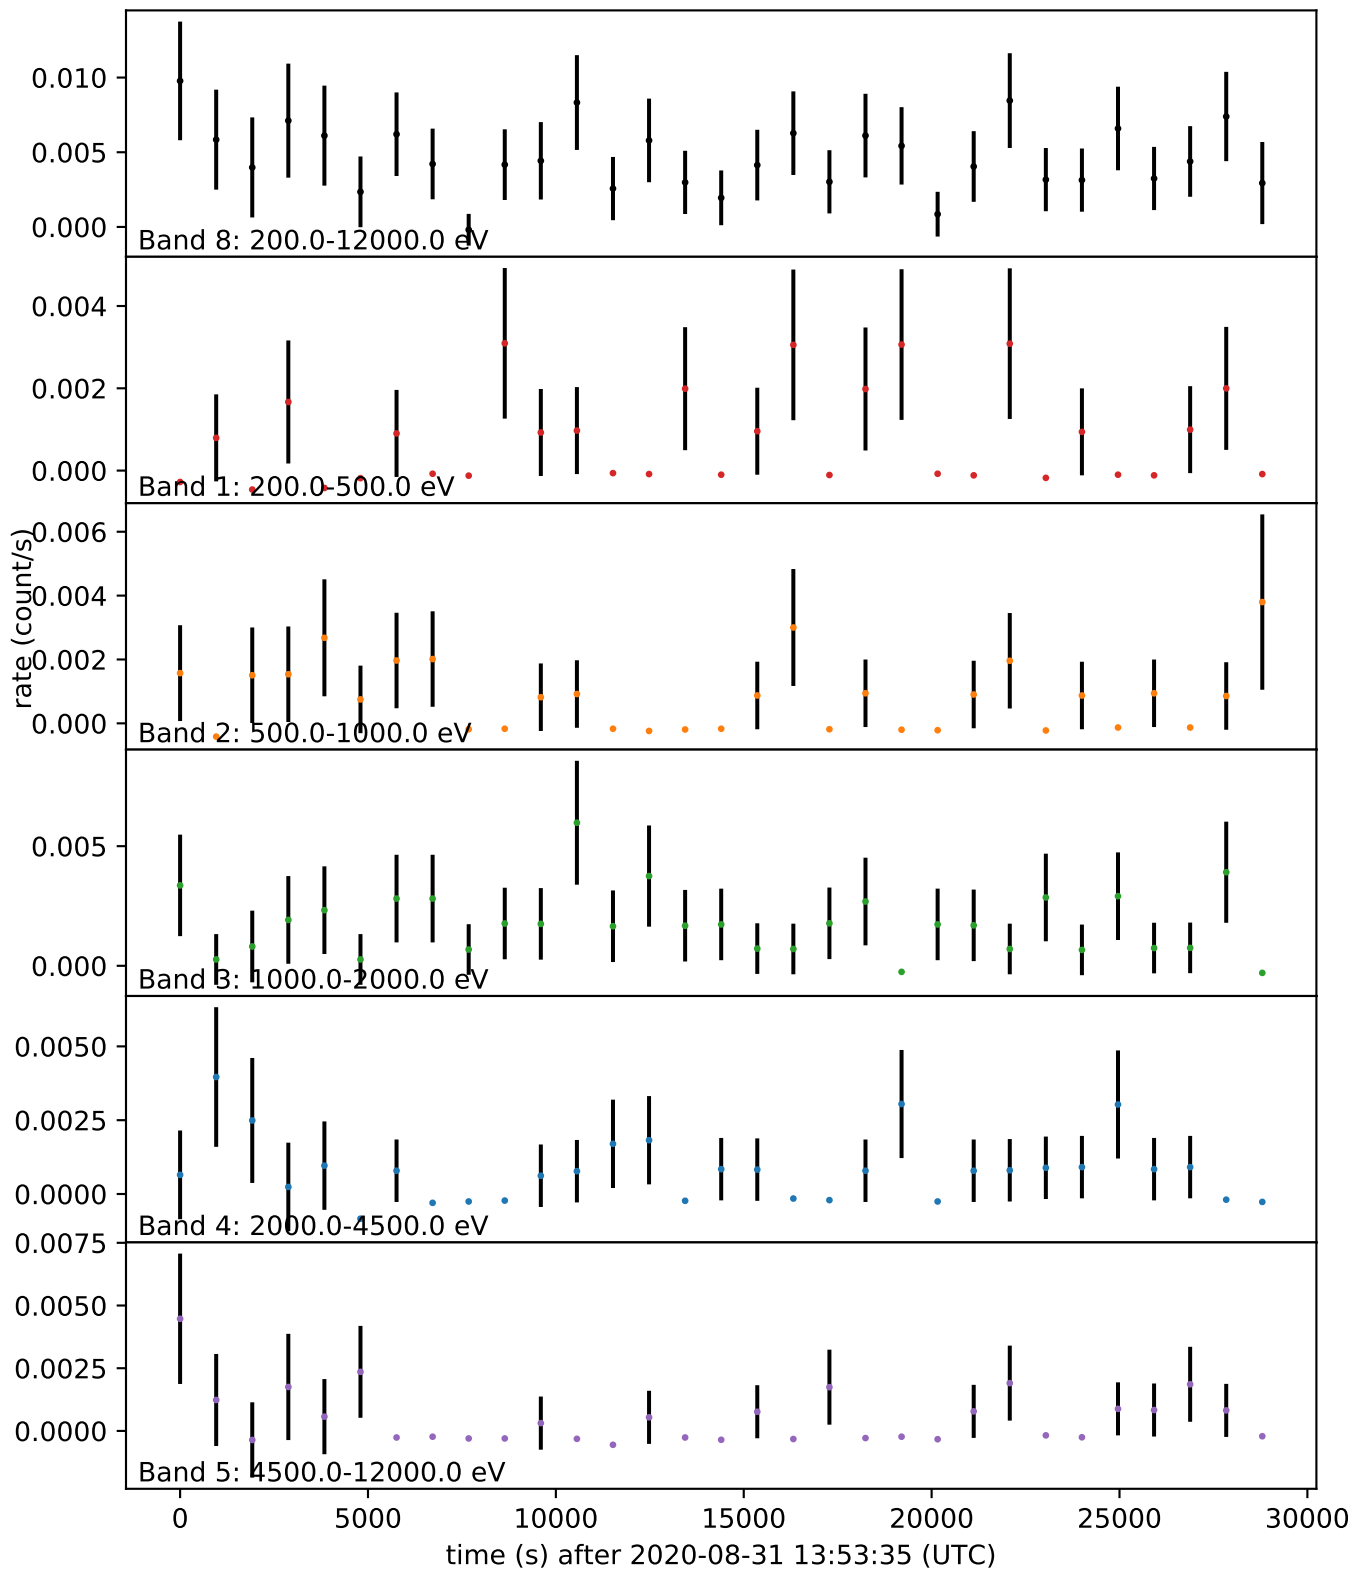 0.010
0.005
0.000
Band 8: 200.0-12000.0 eV
0.004
0.002
0.000
Band 1: 200.0-500.0 eV
rate (count/s)
0.006
0.004
0.002
0.000
Band 2: 500.0-1000.0 eV
0.005
0.000
Band 3: 1000.0-2000.0 eV
0.0050
0.0025
0.0000
Band 4: 2000.0-4500.0 eV
0.0075
0.0050
0.0025
0.0000
Band 5: 4500.0-12000.0 eV
0 5000 10000 15000 20000 25000 30000
time (s) after 2020-08-31 13:53:35 (UTC)